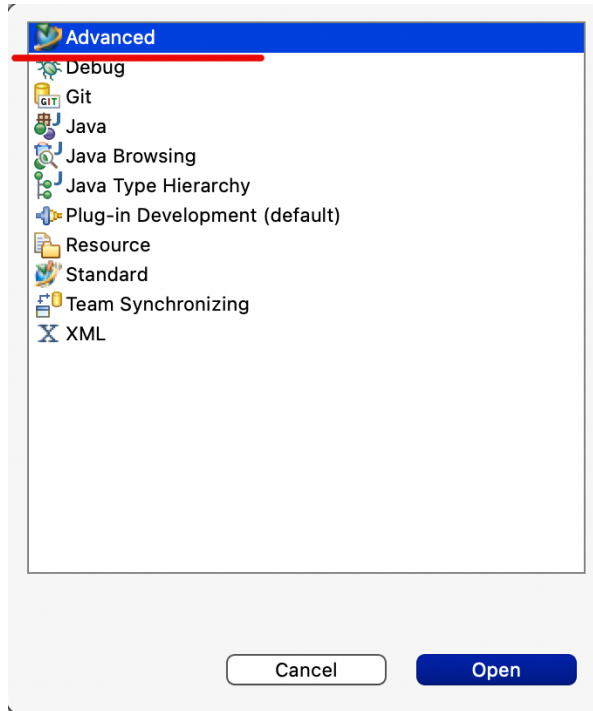 Advanced
Debug
GIT Git
Java
Java Browsing
Java Type Hierarchy
Plug-in Development (default)
Resource
Standard
Team Synchronizing
X XML
Cancel Open